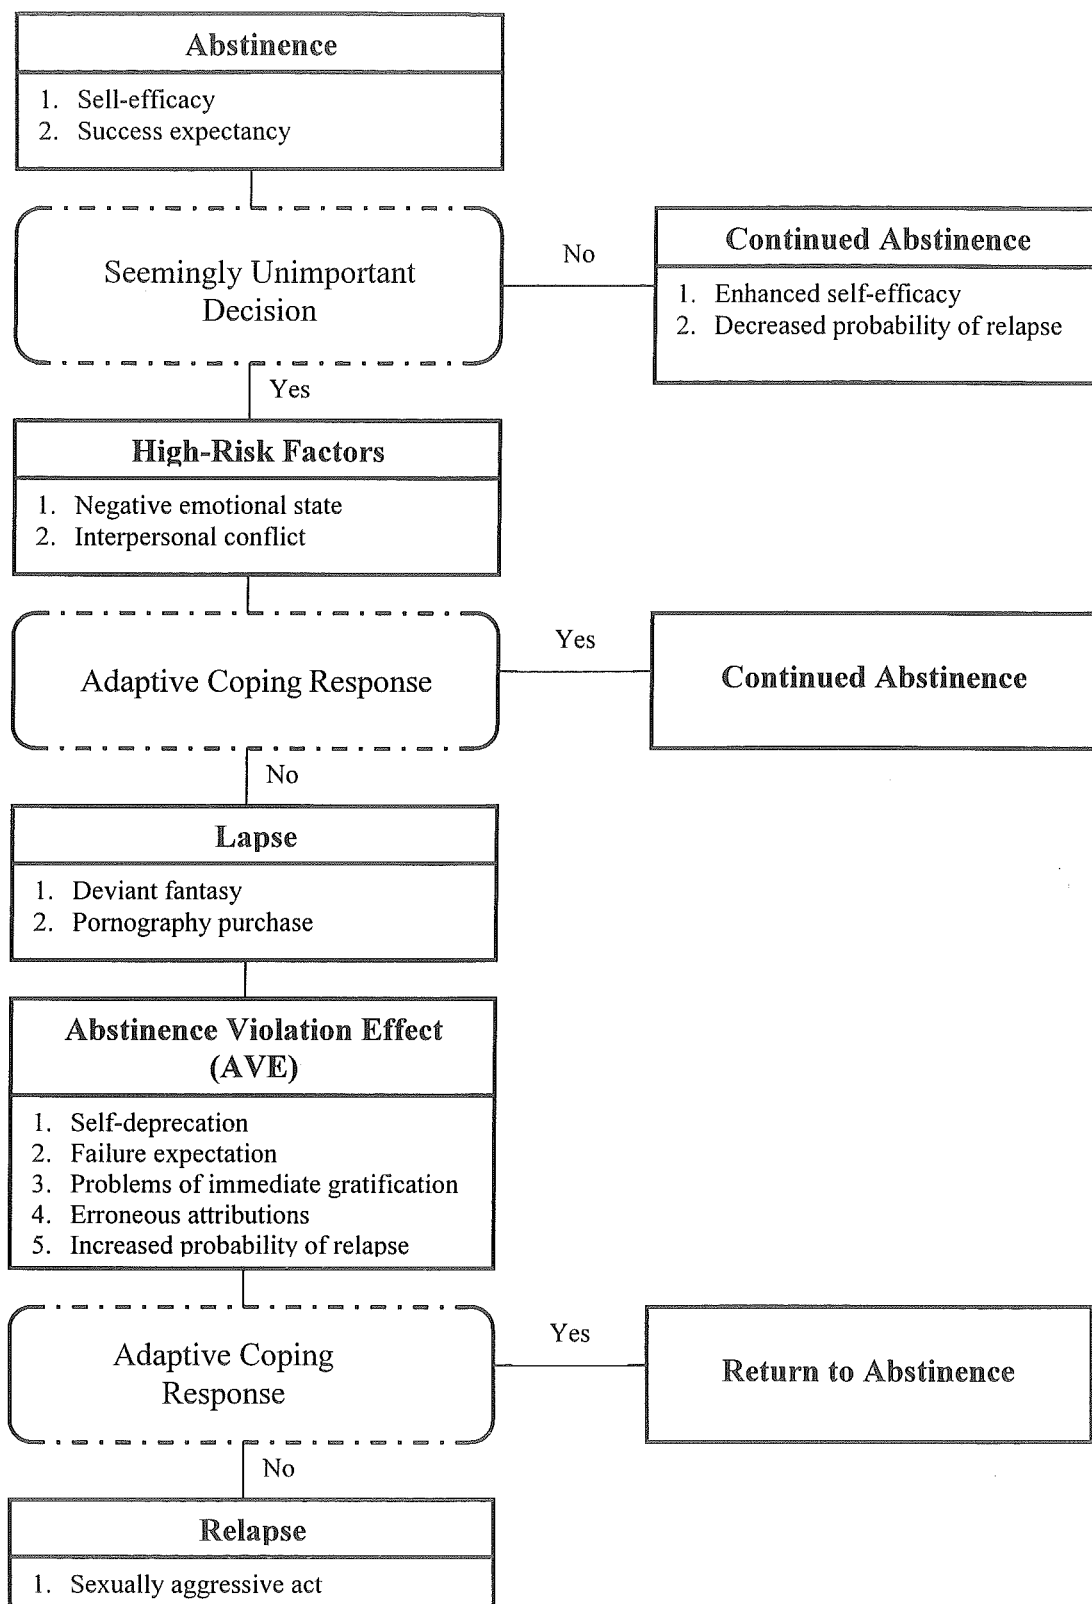 Abstinence
1. Sell-efficacy
2. Success expectancy
Seemingly Unimportant
Decision
No
Continued Abstinence
1. Enhanced self-efficacy
2. Decreased probability of relapse
Yes
High-Risk Factors
1. Negative emotional state
2. Interpersonal conflict
Adaptive Coping Response
Yes
Continued Abstinence
No
Lapse
1. Deviant fantasy
2. Pornography purchase
Abstinence Violation Effect
(AVE)
1. Self-deprecation
2. Failure expectation
3. Problems of immediate gratification
4. Erroneous attributions
5. Increased probability of relapse
Adaptive Coping
Response
Yes
Return to Abstinence
No
Relapse
1. Sexually aggressive act